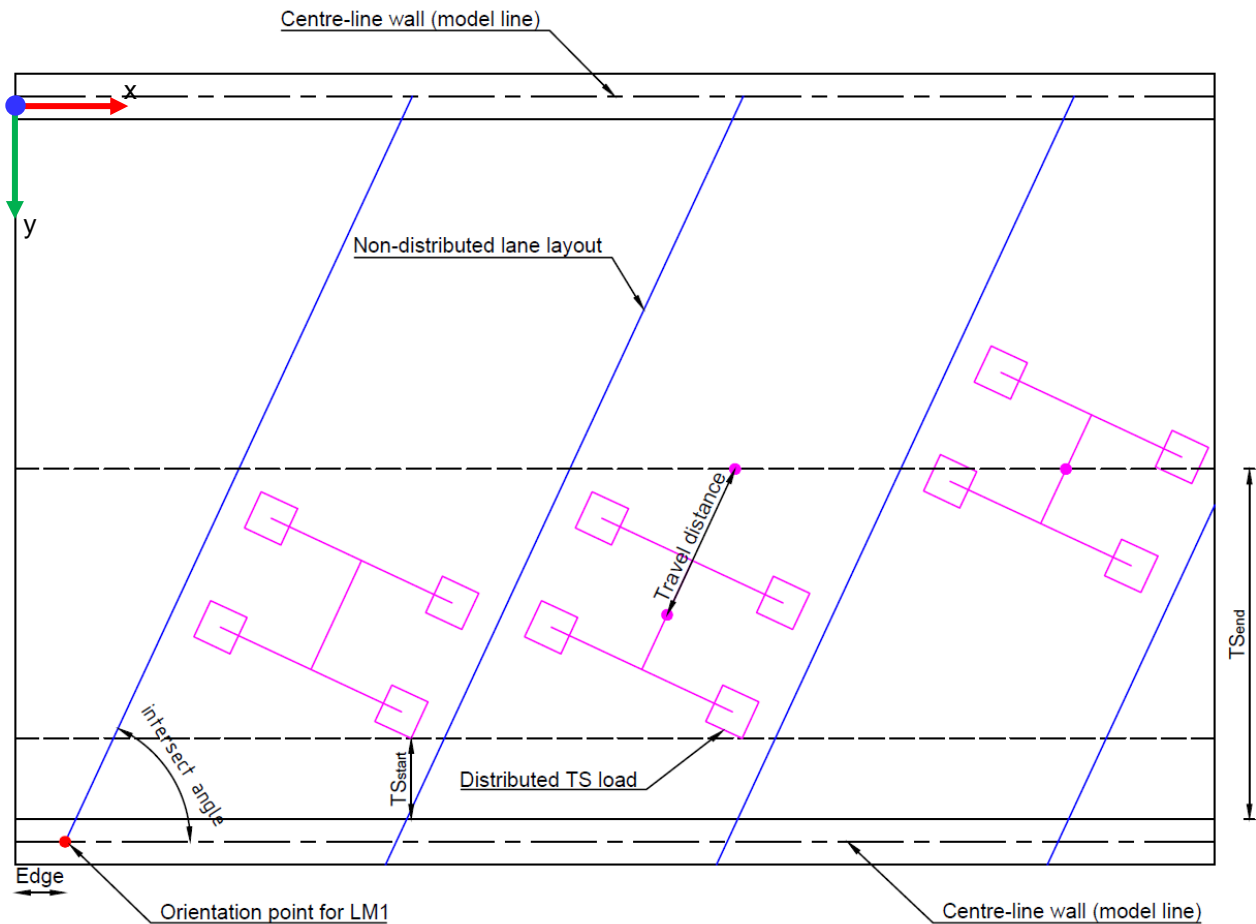 Centre-line wall (model line)
x
y
Non-distributed lane layout
Travel distance
TSEnd
intersect angle
TSstart
Distributed TS load
Edge
Orientation point for LM1
Centre-line wall (model line)